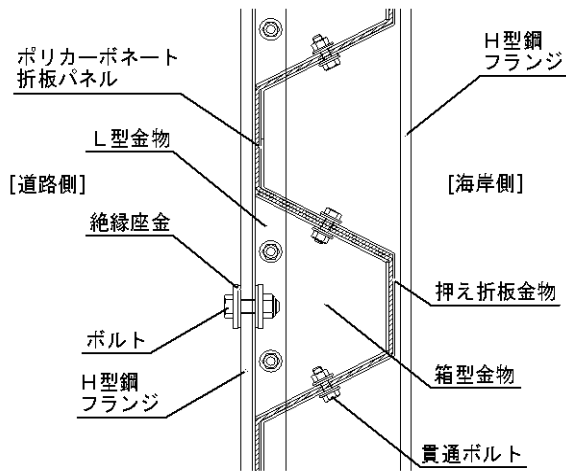 ポリカーボネート
折板パネル
H型鋼
フランジ
L型金物
[道路側]
[海岸側]
絶縁座金
押え折板金物
ボルト
箱型金物
H型鋼
フランジ
貫通ボルト